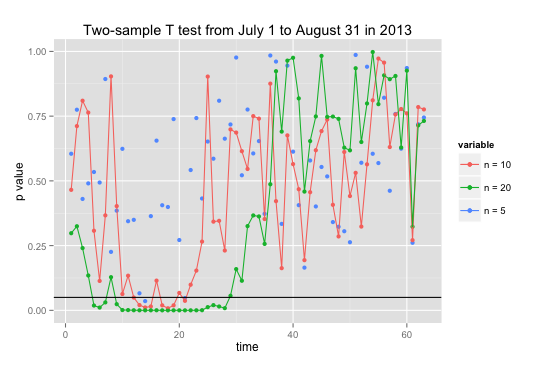 Two-sample T test from July 1 to August 31 in 2013
1.00
0.75
0.50
0.25
0.00
p value
0
20
40
60
time
variable
n = 10
n = 20
n = 5